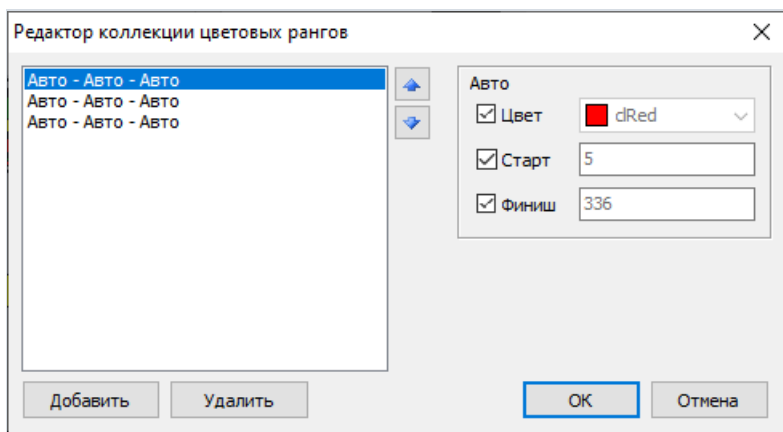 Редактор коллекции цветовых рангов
Авто - Авто - Авто
Авто - Авто - Авто
Авто - Авто - Авто
Авто
Цвет clRed
Старт 5
Финиш 336
Добавить Удалить OK Отмена